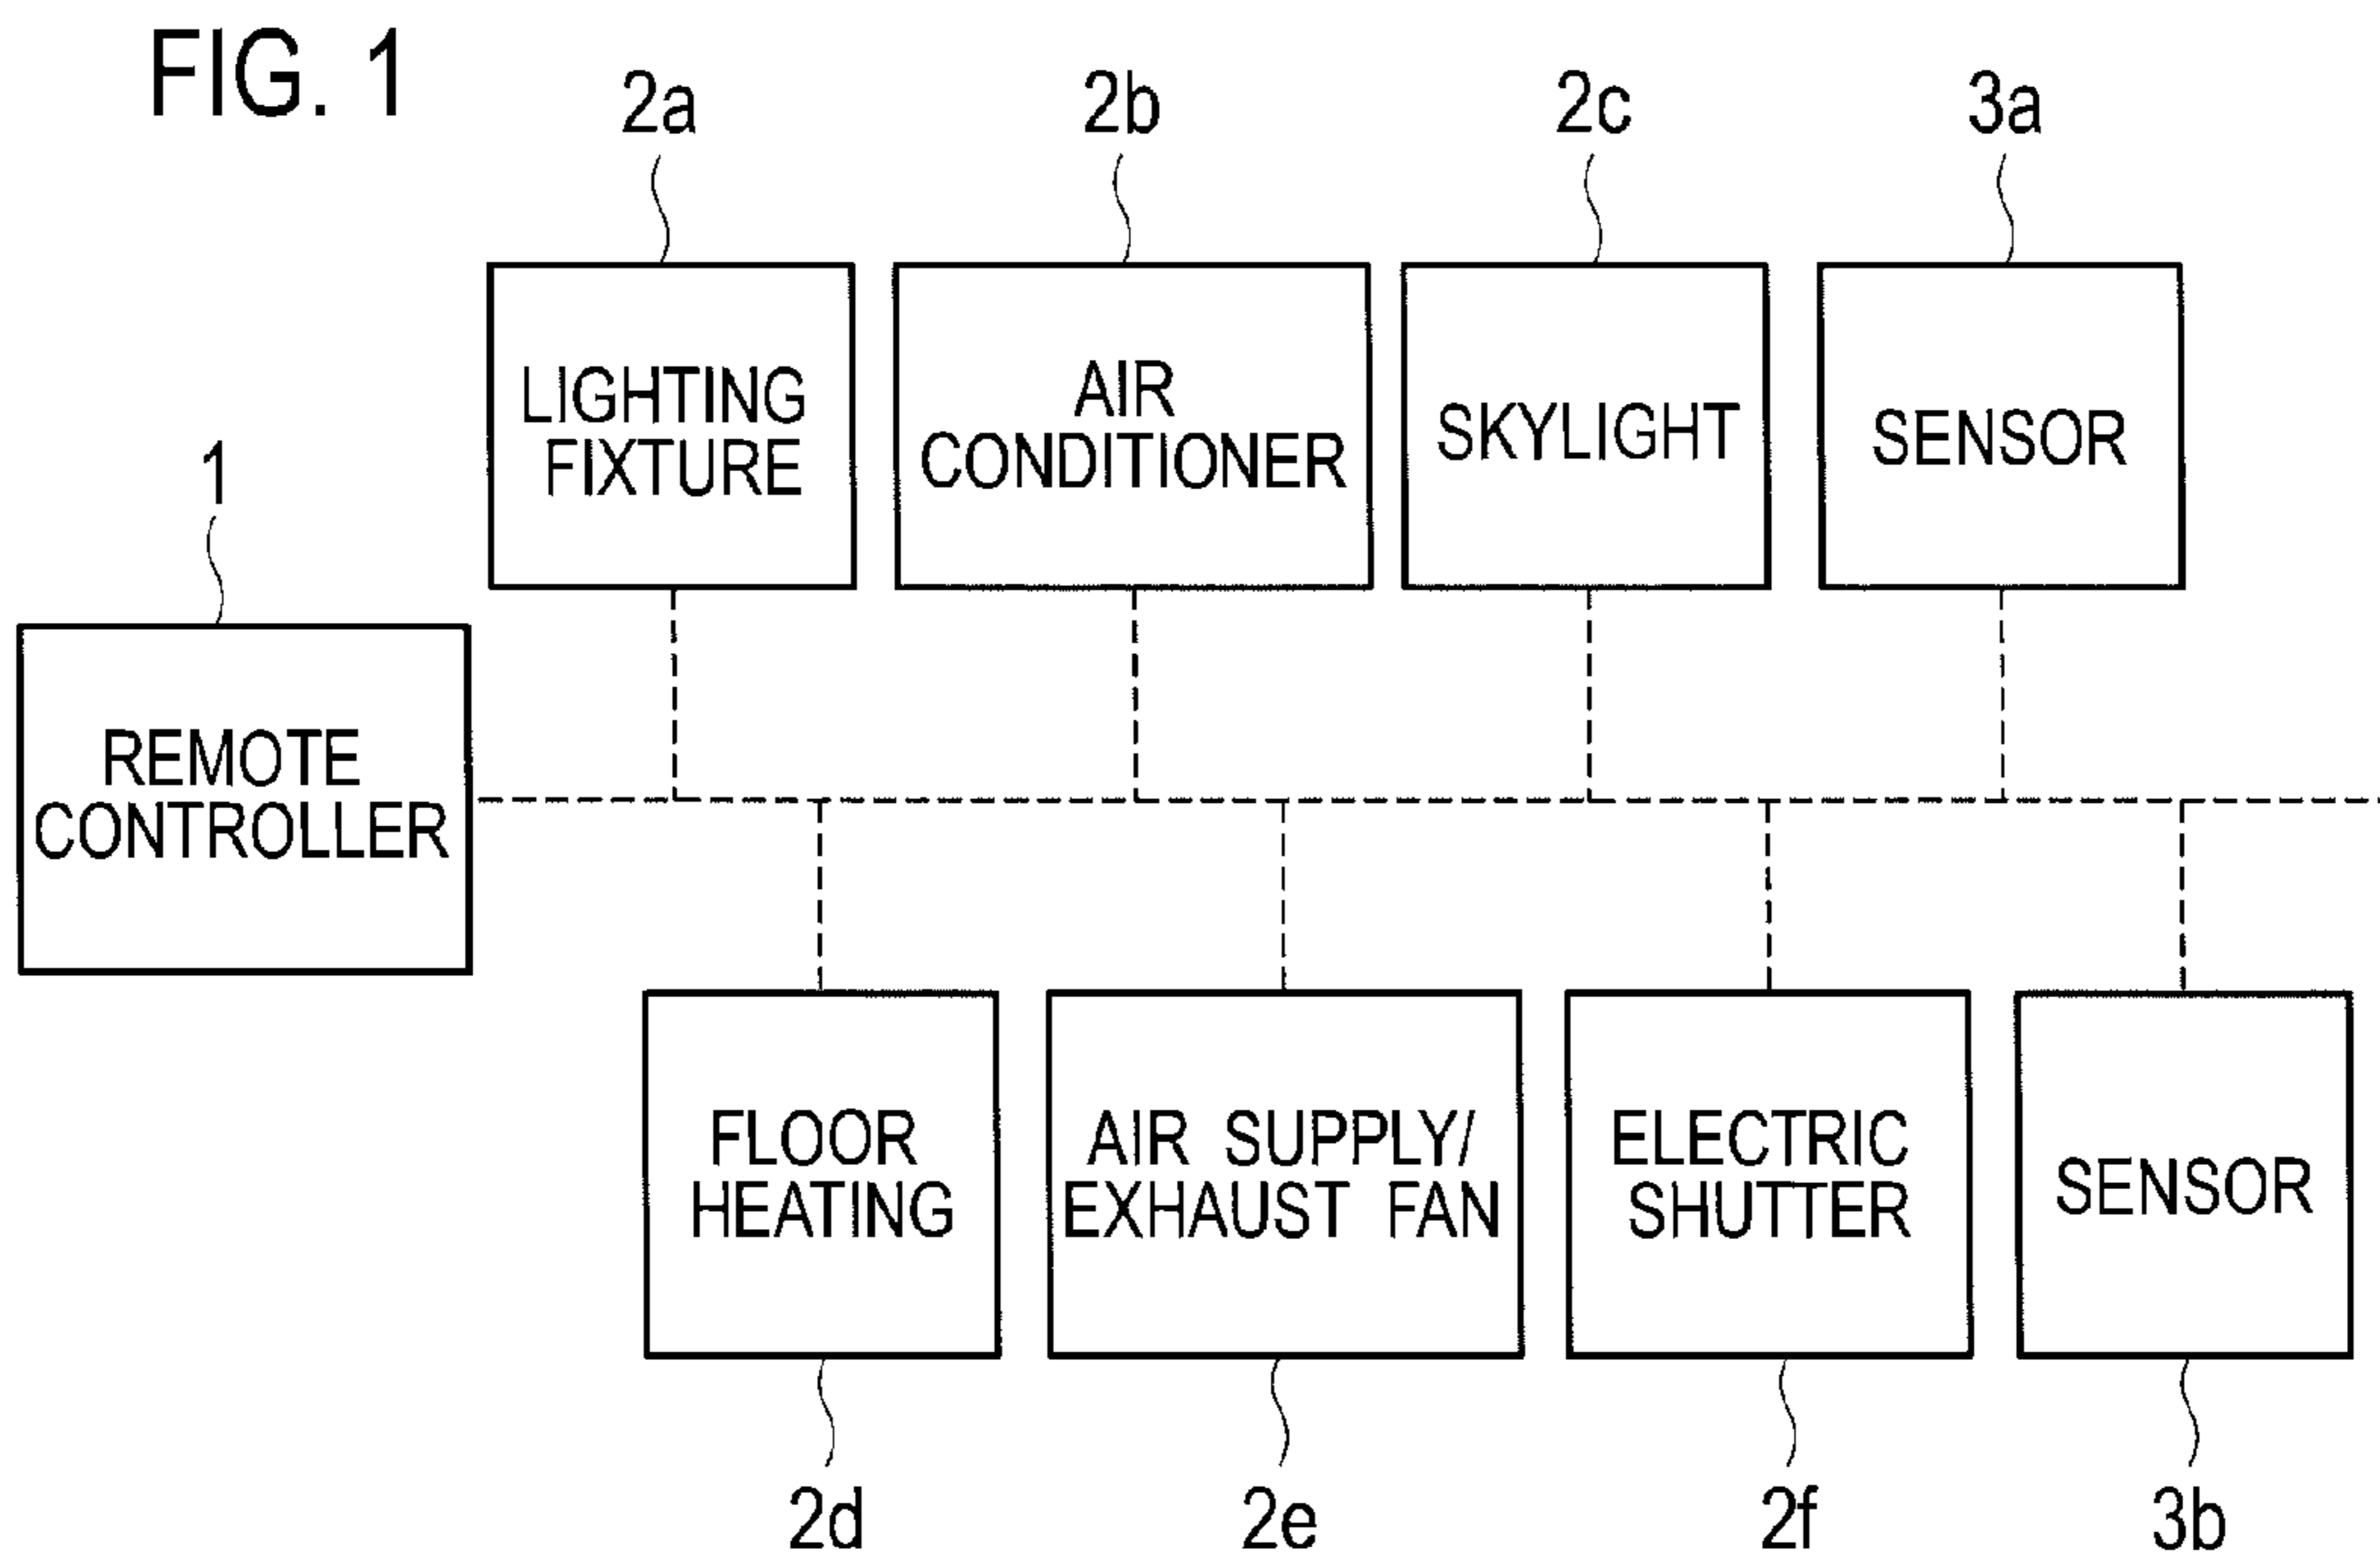 FIG. 1
2a
2b
2c
3a
LIGHTING
FIXTURE
AIR
CONDITIONER
SKYLIGHT
SENSOR
1
REMOTE
CONTROLLER
FLOOR
HEATING
AIR SUPPLY/
EXHAUST FAN
ELECTRIC
SHUTTER
SENSOR
2d
2e
2f
3b